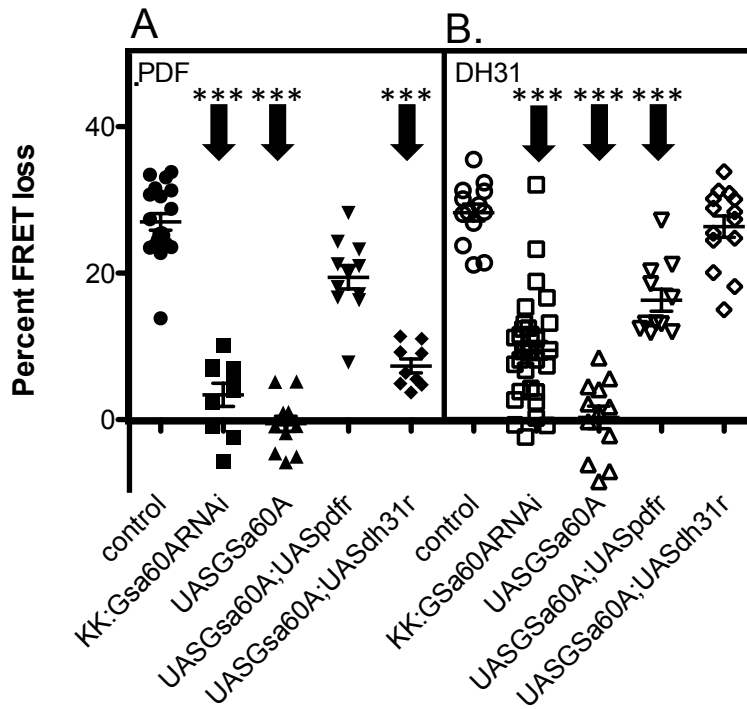 A
B.
.PDF
DH31
*** *** ***
*** *** ***
40
20
0
Percent FRET loss
control
KK:Gsa60ARNAi
UASGSa60A
UASGsa60A;UASpdfr
UASGsa60A;UASdh31r
control
KK:GSa60ARNAi
UASGSa60A
UASGSa60A;UASpdfr
UASGSa60A;UASdh31r